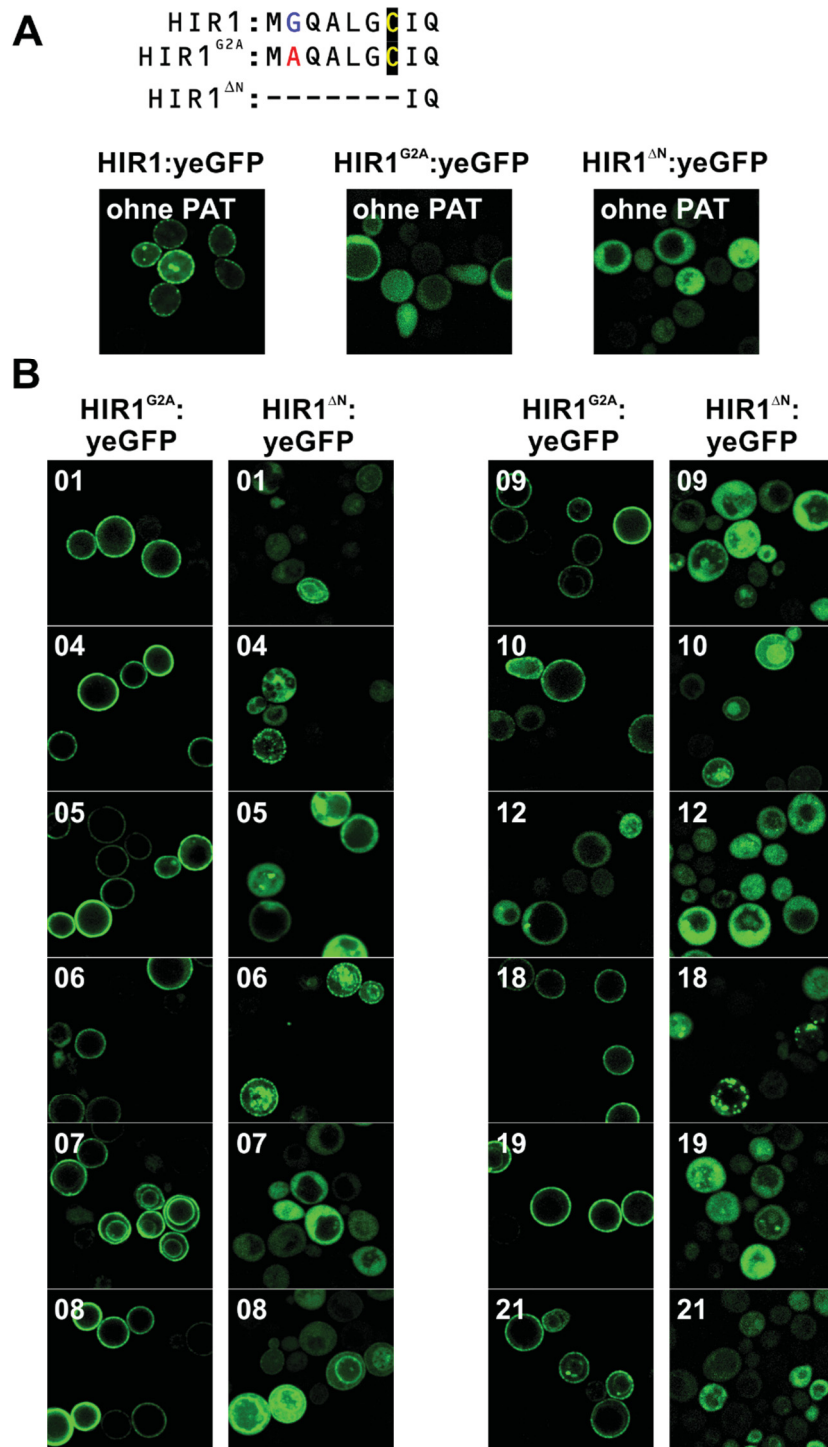 A
HIR1:MGQALGCIQ
HIR1G2A:MAQALGCIQ
HIR1ΔN:-------IQ
HIR1:yeGFP HIR1G2A:yeGFP HIR1ΔN:yeGFP
ohne PAT ohne PAT ohne PAT
B
HIR1G2A: HIR1ΔN: HIR1G2A: HIR1ΔN:
yeGFP yeGFP yeGFP yeGFP
01 01 09 09
04 04 10 10
05 05 12 12
06 06 18 18
07 07 19 19
08 08 21 21